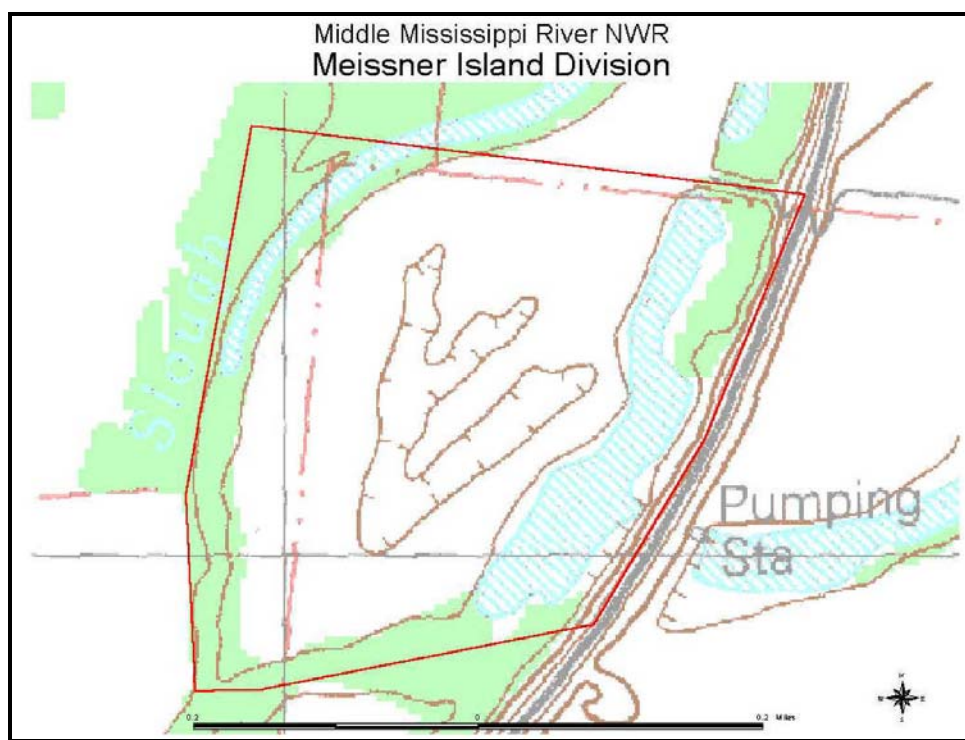 Middle Mississippi River NWR
Meissner Island Division
Slough
Pumping
Sta
N
W E
S
0.2 0 0.2 Miles